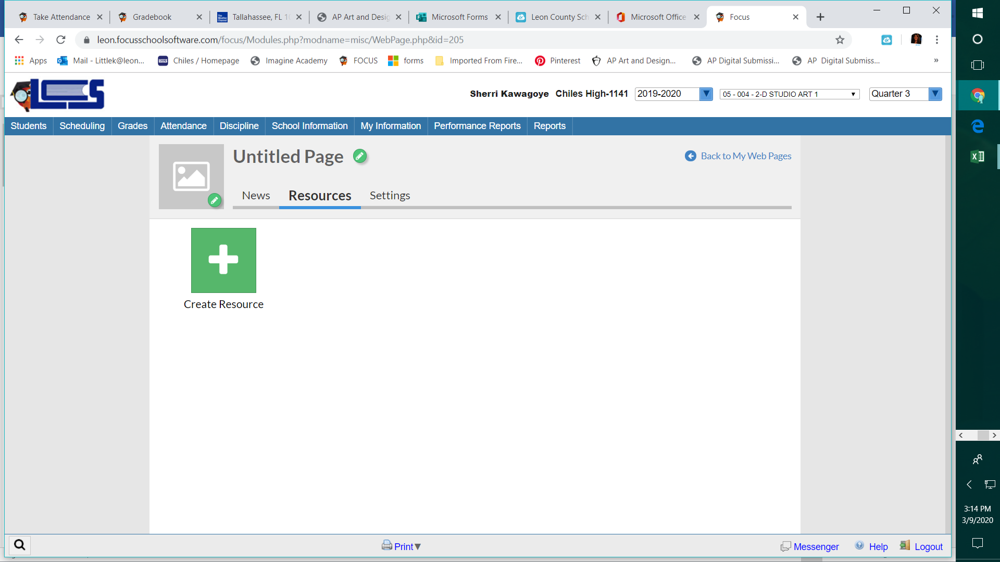 Take Attendance
Gradebook
Tallahassee, FL
AP Art and Desig
Microsoft Forms
Leon County Sch
Microsoft Office
Focus
leon.focusschoolsoftware.com/focus/Modules.php?modname=misc/WebPage.php&id=205
Apps
Mail - Littlek@leon...
Chiles / Homepage
Imagine Academy
FOCUS
forms
Imported From Fire...
Pinterest
AP Art and Design...
AP Digital Submissi...
AP Digital Submiss...
»
LCS
Sherri Kawagoye Chiles High-1141 2019-2020 05 - 004 - 2-D STUDIO ART 1 Quarter 3
Students Scheduling Grades Attendance Discipline School Information My Information Performance Reports Reports
Untitled Page
Back to My Web Pages
News Resources Settings
Create Resource
Print
Messenger
Help
Logout
3:14 PM
3/9/2020